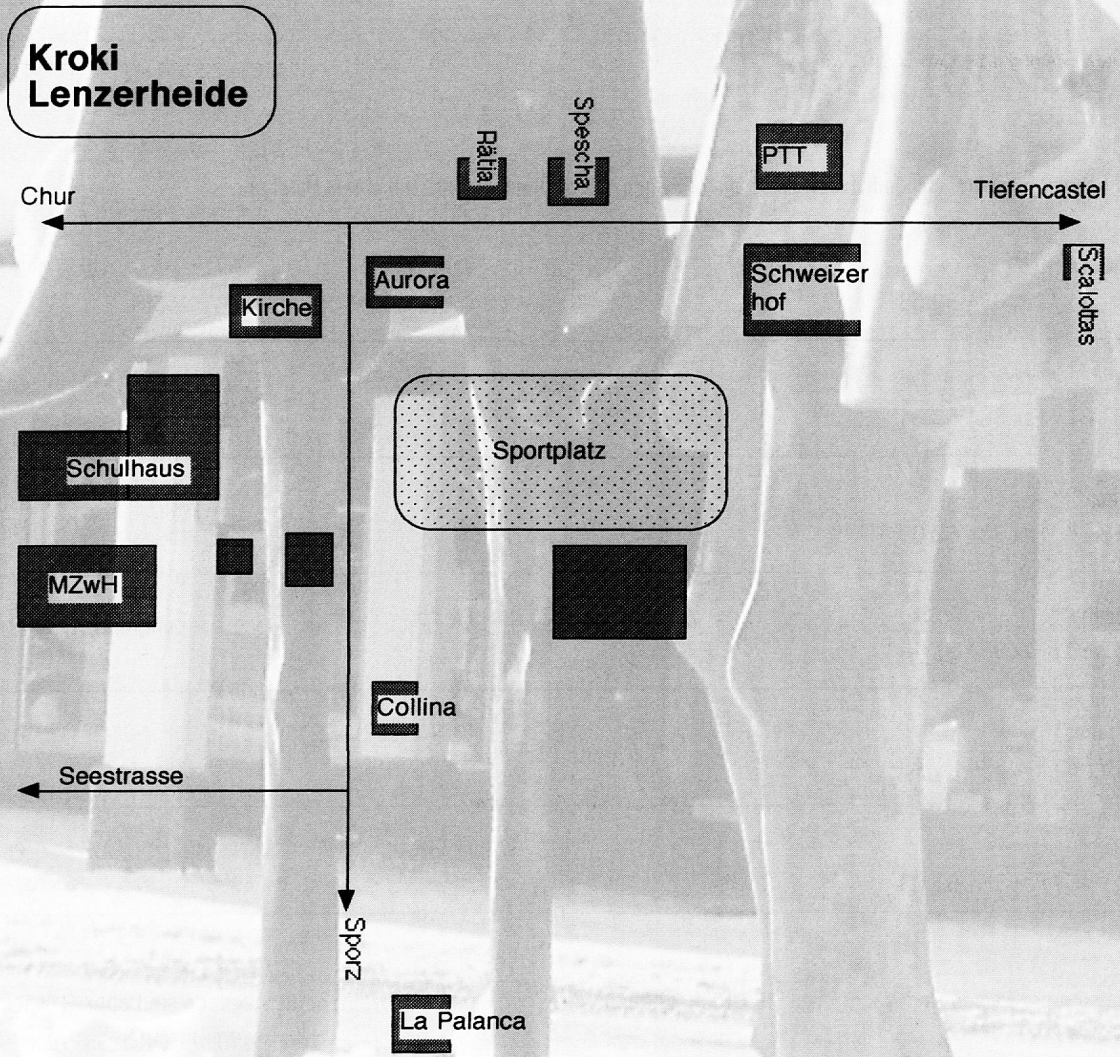 Kroki
Lenzerheide
Rätia
Spescha
PTT
Chur
Tiefencastel
Aurora
Kirche
Schweizer
hof
Scalottas
Sportplatz
Schulhaus
MZwH
Collina
Seestrasse
Sporz
La Palanca